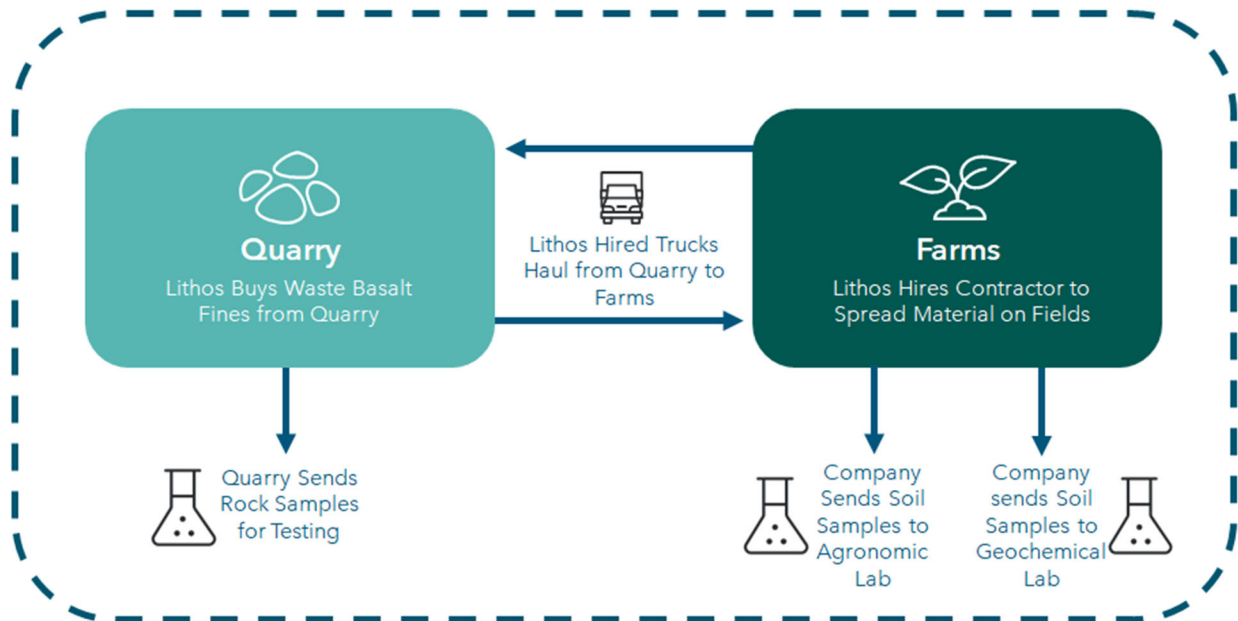 Quarry
Lithos Buys Waste Basalt
Fines from Quarry
Lithos Hired Trucks
Haul from Quarry to
Farms
Farms
Lithos Hires Contractor to
Spread Material on Fields
Quarry Sends
Rock Samples
for Testing
Company
Sends Soil
Samples to
Agronomic
Lab
Company
sends Soil
Samples to
Geochemical
Lab